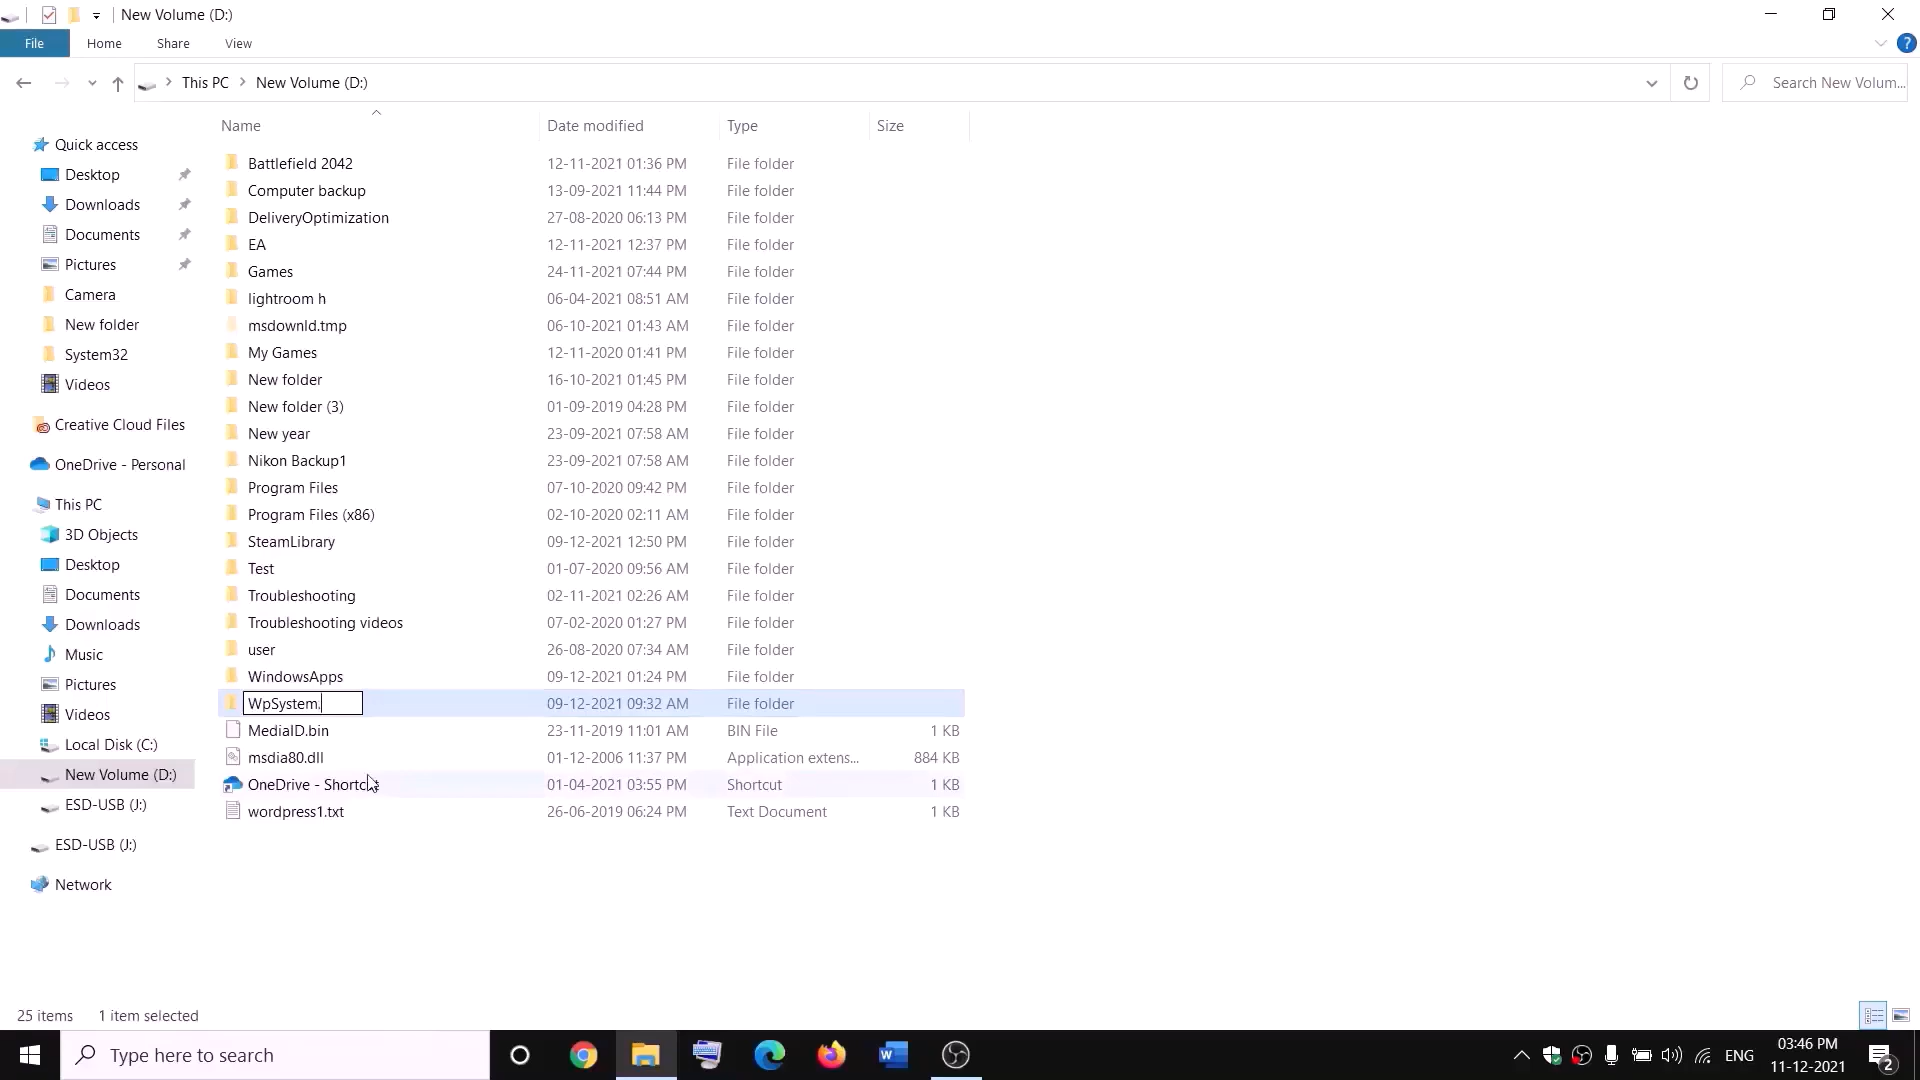 New Volume (D:)
File Home Share View ?
This PC New Volume (D:) Search New Volum...
Name Date modified Type Size
Quick access
Desktop
Downloads
Documents
Pictures
Camera
New folder
System32
Videos
Creative Cloud Files
OneDrive - Personal
This PC
3D Objects
Desktop
Documents
Downloads
Music
Pictures
Videos
Local Disk (C:)
New Volume (D:)
ESD-USB (J:)
ESD-USB (J:)
Network
Battlefield 2042 12-11-2021 01:36 PM File folder
Computer backup 13-09-2021 11:44 PM File folder
DeliveryOptimization 27-08-2020 06:13 PM File folder
EA 12-11-2021 12:37 PM File folder
Games 24-11-2021 07:44 PM File folder
lightroom h 06-04-2021 08:51 AM File folder
msdownld.tmp 06-10-2021 01:43 AM File folder
My Games 12-11-2020 01:41 PM File folder
New folder 16-10-2021 01:45 PM File folder
New folder (3) 01-09-2019 04:28 PM File folder
New year 23-09-2021 07:58 AM File folder
Nikon Backup1 23-09-2021 07:58 AM File folder
Program Files 07-10-2020 09:42 PM File folder
Program Files (x86) 02-10-2020 02:11 AM File folder
SteamLibrary 09-12-2021 12:50 PM File folder
Test 01-07-2020 09:56 AM File folder
Troubleshooting 02-11-2021 02:26 AM File folder
Troubleshooting videos 07-02-2020 01:27 PM File folder
user 26-08-2020 07:34 AM File folder
WindowsApps 09-12-2021 01:24 PM File folder
WpSystem. 09-12-2021 09:32 AM File folder
MediaID.bin 23-11-2019 11:01 AM BIN File 1 KB
msdia80.dll 01-12-2006 11:37 PM Application extens... 884 KB
OneDrive - Shortcut 01-04-2021 03:55 PM Shortcut 1 KB
wordpress1.txt 26-06-2019 06:24 PM Text Document 1 KB
25 items 1 item selected
Type here to search ENG 03:46 PM
11-12-2021 2